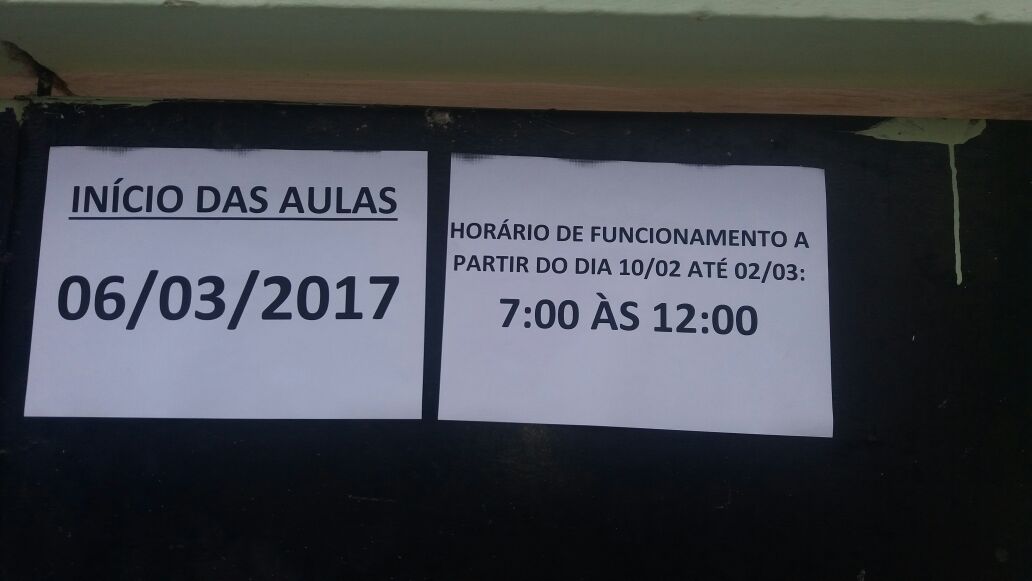 INÍCIO DAS AULAS
06/03/2017
HORÁRIO DE FUNCIONAMENTO A
PARTIR DO DIA 10/02 ATÉ 02/03:
7:00 ÀS 12:00